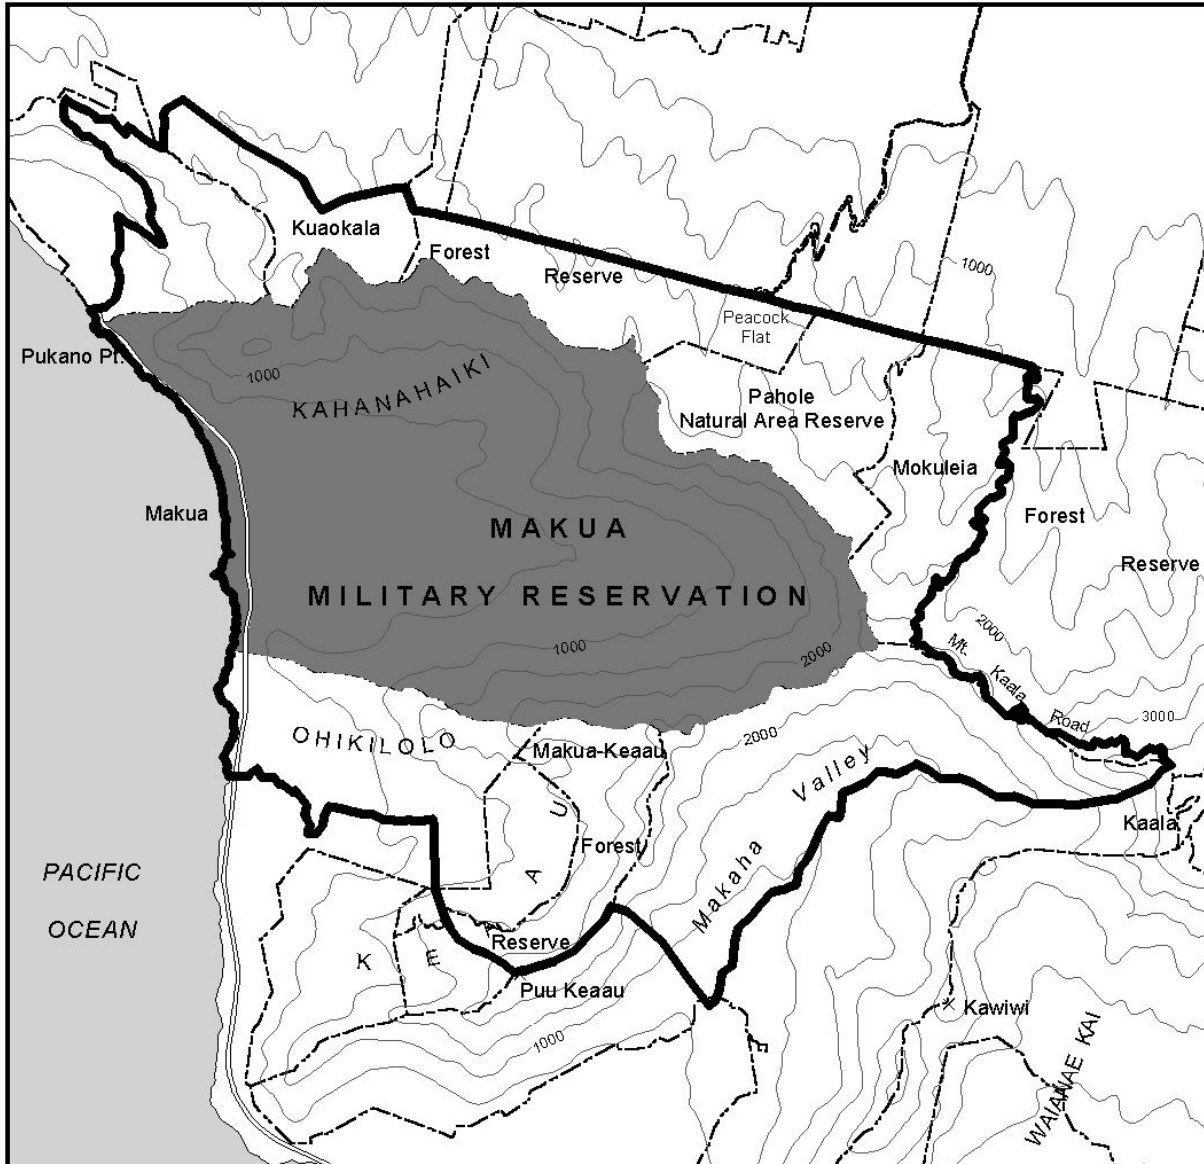 Kuaokala
Forest
Reserve
1000
Peacock
Flat
Pukano Pt.
1000
KAHANAHAIKI
Pahole
Natural Area Reserve
Mokuleia
Makua
MAKUA
Forest
MILITARY RESERVATION
Reserve
1000
2000
2000
Mt. Kaala Road
3000
OHIKILOLO
Makua-Keaau
2000
Makaha Valley
Kaala
Forest
PACIFIC
OCEAN
KEAAU
Reserve
Puu Keaau
Kawiwi
1000
WAIANAE KAI